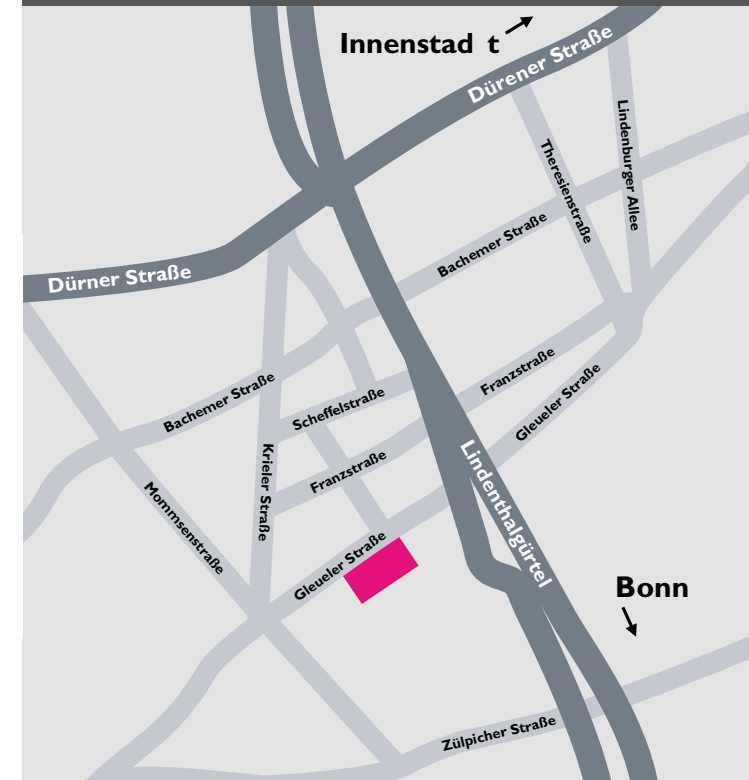 Innenstad t
Dürener Straße
Lindenburger Allee
Theresienstraße
Bachemer Straße
Dürner Straße
Franzstraße
Gleueler Straße
Bachemer Straße
Scheffelstraße
Krieler Straße
Franzstraße
Mommsenstraße
Lindenthalgürtel
Gleueler Straße
Bonn
Zülpicher Straße